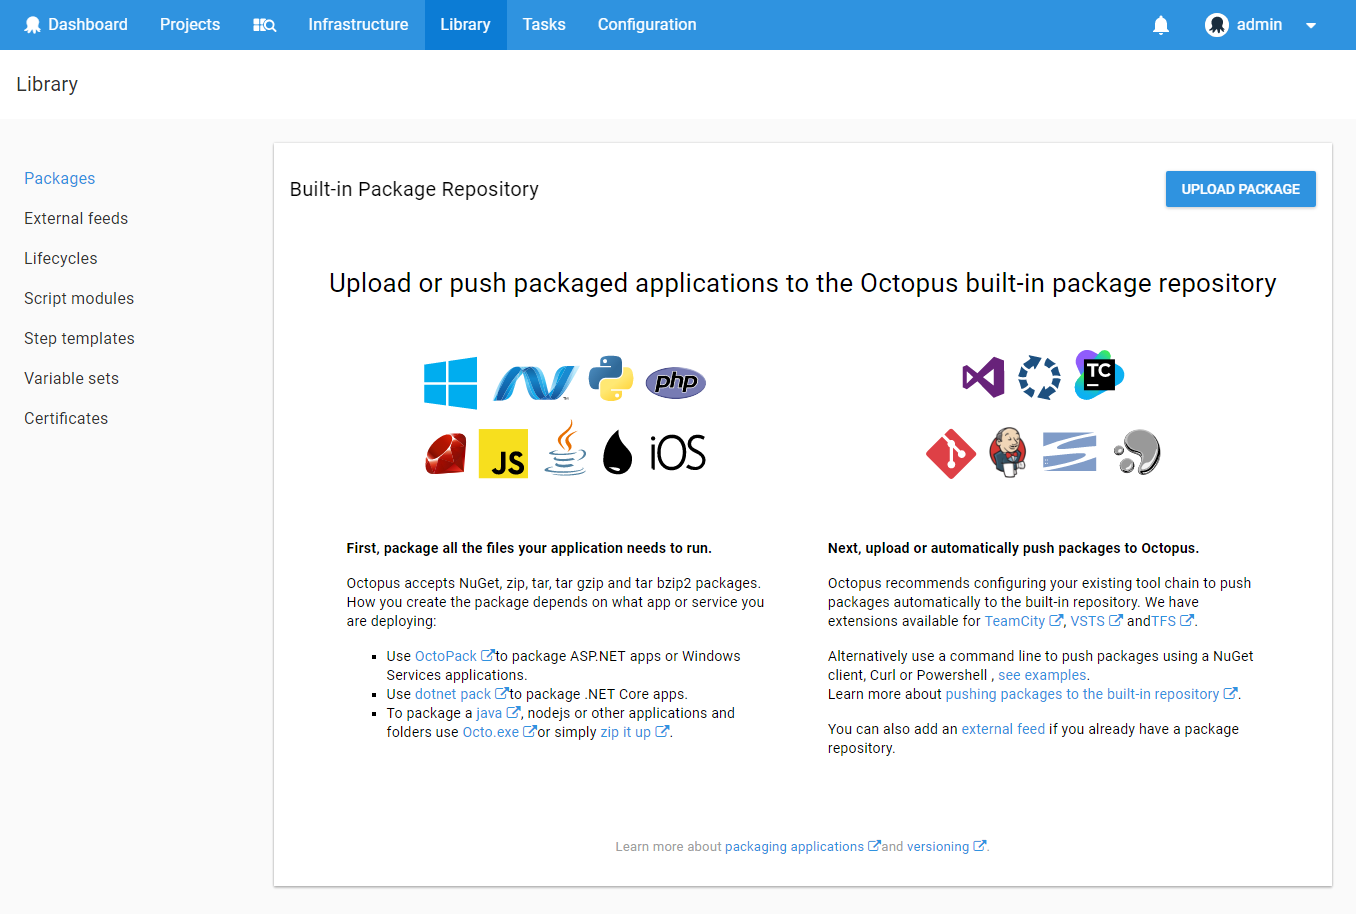 Dashboard Projects Infrastructure Library Tasks Configuration admin
Library
Packages
External feeds
Lifecycles
Script modules
Step templates
Variable sets
Certificates
Built-in Package Repository
UPLOAD PACKAGE
Upload or push packaged applications to the Octopus built-in package repository
TM
php
TC
JS
iOS
First, package all the files your application needs to run.
Octopus accepts NuGet, zip, tar, tar gzip and tar bzip2 packages.
How you create the package depends on what app or service you
are deploying:
Use OctoPack to package ASP.NET apps or Windows
Services applications.
Use dotnet pack to package .NET Core apps.
To package a java , nodejs or other applications and
folders use Octo.exe or simply zip it up .
Next, upload or automatically push packages to Octopus.
Octopus recommends configuring your existing tool chain to push
packages automatically to the built-in repository. We have
extensions available for TeamCity , VSTS andTFS .
Alternatively use a command line to push packages using a NuGet
client, Curl or Powershell , see examples.
Learn more about pushing packages to the built-in repository .
You can also add an external feed if you already have a package
repository.
Learn more about packaging applications and versioning .